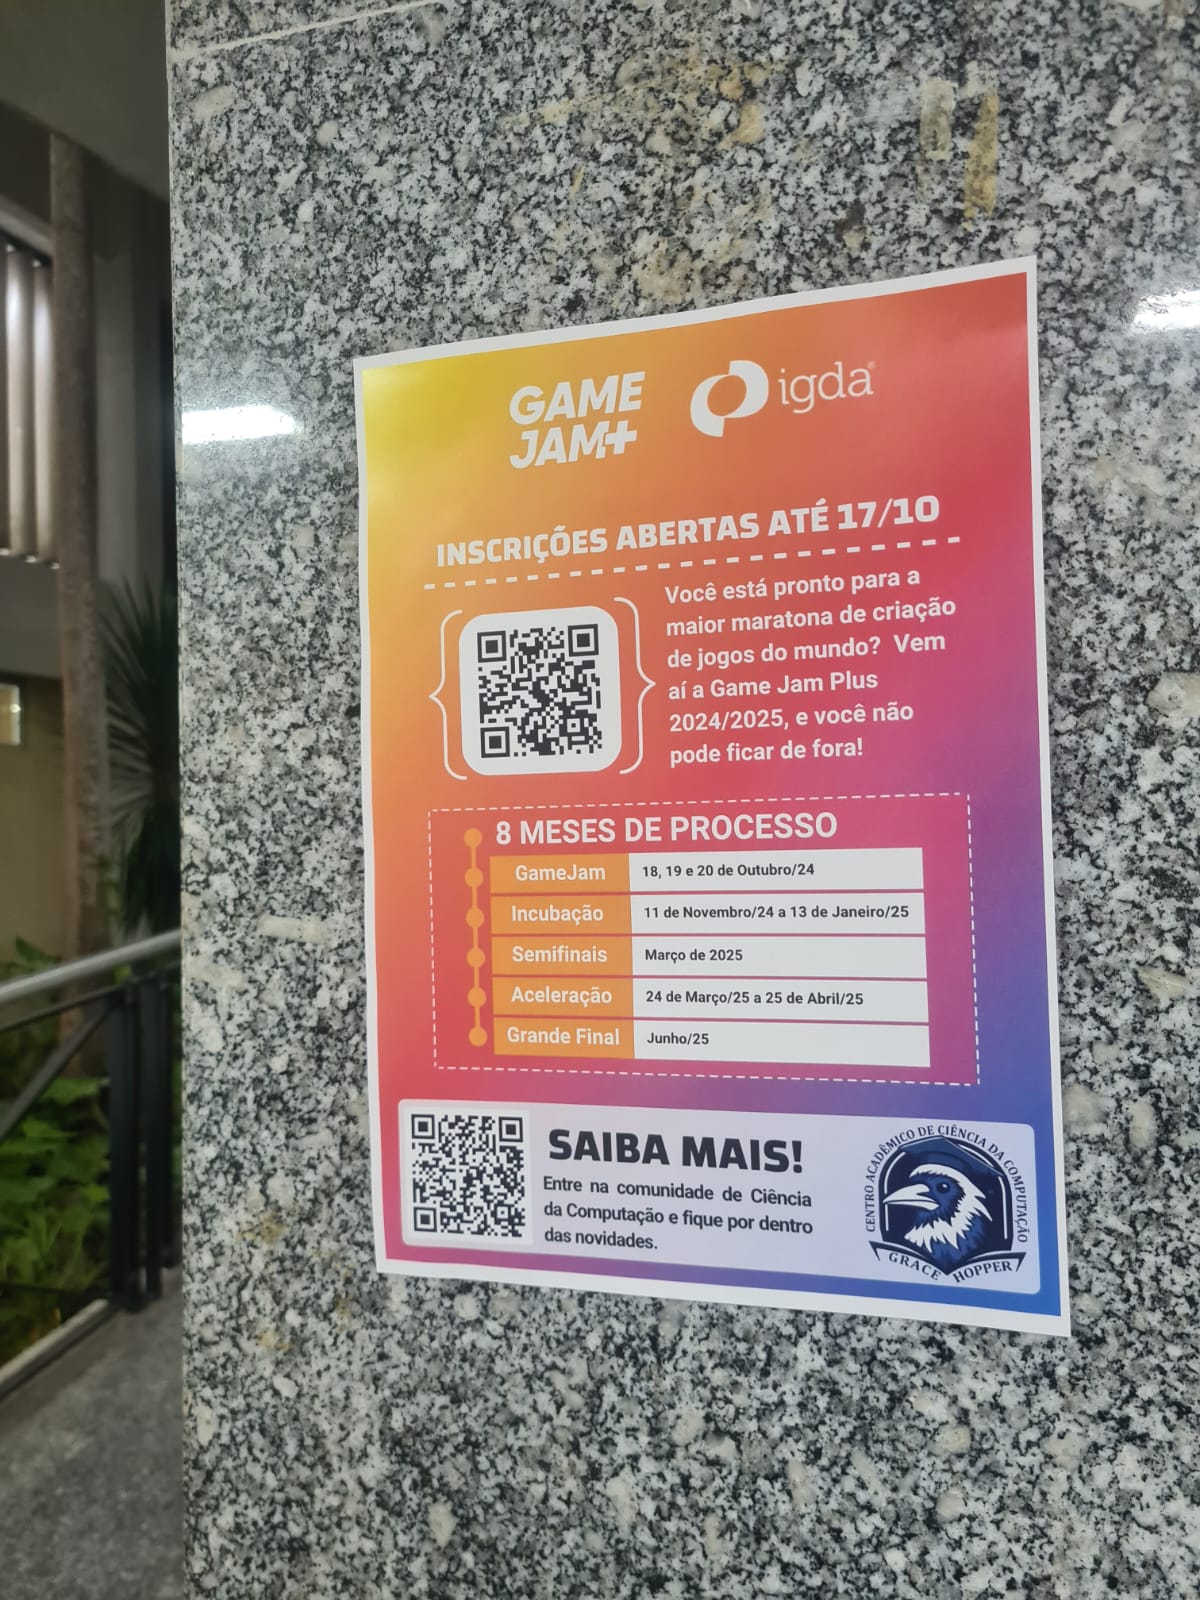 GAME
JAM+
igda
INSCRIÇÕES ABERTAS ATÉ 17/10
Você está pronto para a
maior maratona de criação
de jogos do mundo? Vem
aí a Game Jam Plus
2024/2025, e você não
pode ficar de fora!
8 MESES DE PROCESSO
GameJam 18, 19 e 20 de Outubro/24
Incubação 11 de Novembro/24 a 13 de Janeiro/25
Semifinais Março de 2025
Aceleração 24 de Março/25 a 25 de Abril/25
Grande Final Junho/25
SAIBA MAIS!
Entre na comunidade de Ciência
da Computação e fique por dentro
das novidades.
CENTRO ACADÊMICO DE CIÊNCIA DA COMPUTAÇÃO
GRACE HOPPER